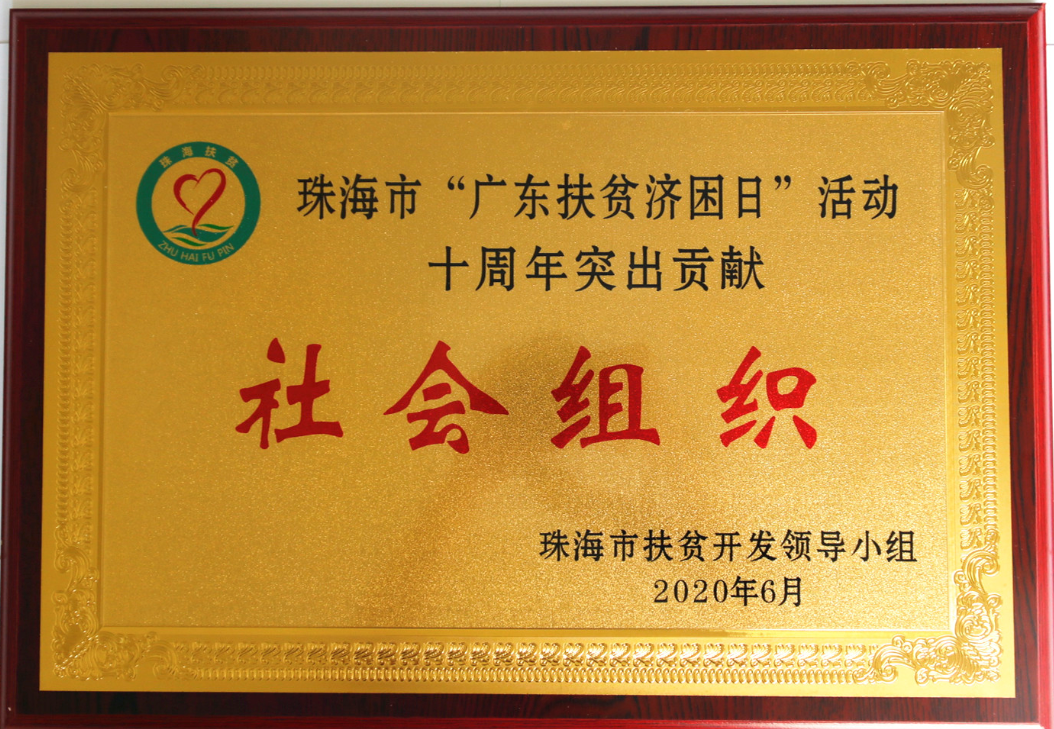 珠海扶贫
ZHU HAI FU PIN
珠海市“广东扶贫济困日”活动
十周年突出贡献
社会组织
珠海市扶贫开发领导小组
2020年6月